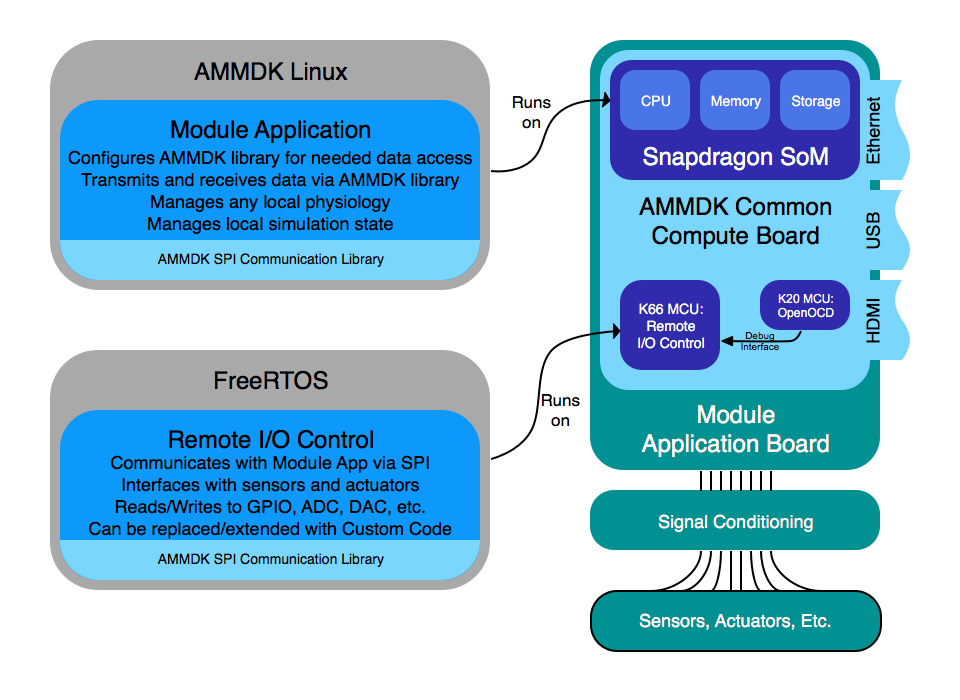 AMMDK Linux
Module Application
Configures AMMDK library for needed data access
Transmits and receives data via AMMDK library
Manages any local physiology
Manages local simulation state
AMMDK SPI Communication Library
Runs
on
CPU
Memory
Storage
Snapdragon SoM
Ethernet
AMMDK Common
Compute Board
USB
K66 MCU:
Remote
I/O Control
K20 MCU:
OpenOCD
Debug
Interface
HDMI
Module
Application Board
FreeRTOS
Remote I/O Control
Communicates with Module App via SPI
Interfaces with sensors and actuators
Reads/Writes to GPIO, ADC, DAC, etc.
Can be replaced/extended with Custom Code
AMMDK SPI Communication Library
Runs
on
Signal Conditioning
Sensors, Actuators, Etc.